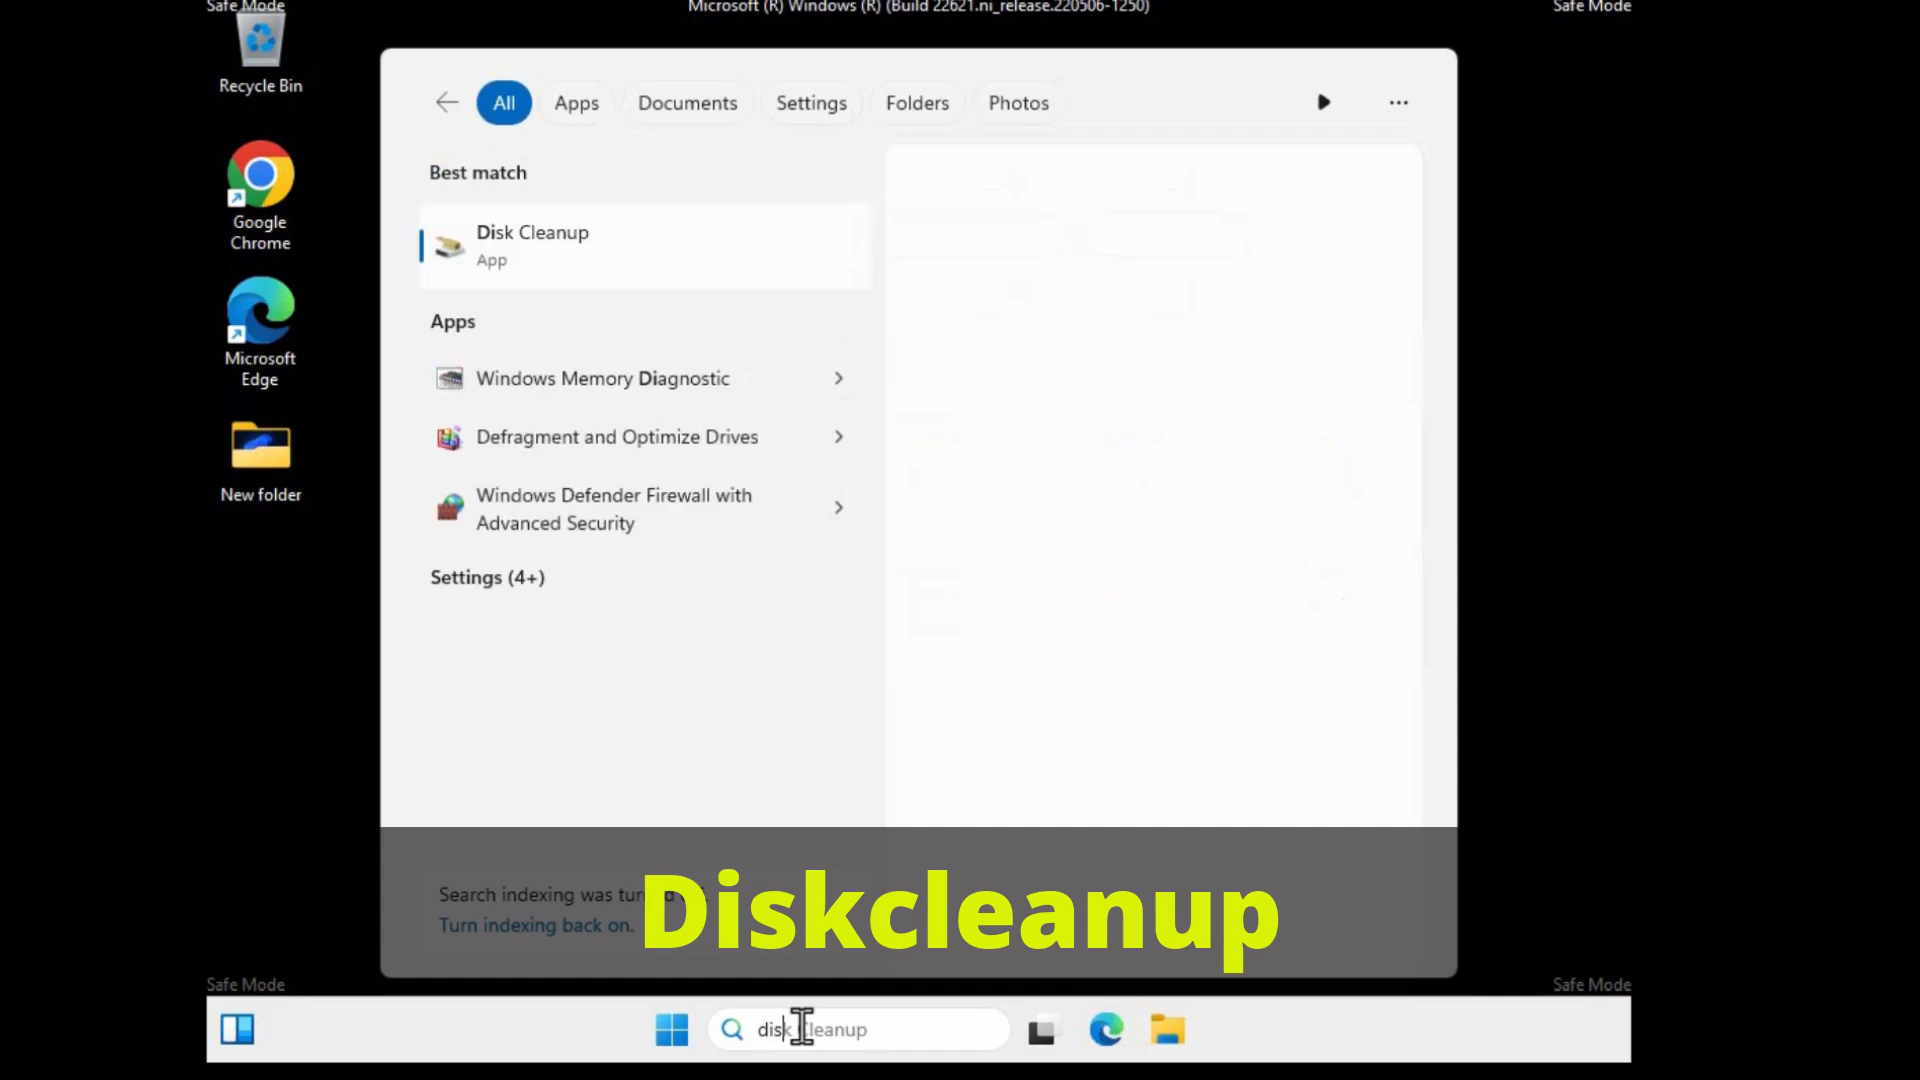 Safe Mode
Microsoft (R) Windows (R) (Build 22621.ni_release.220506-1250)
Safe Mode
Recycle Bin
Google
Chrome
Microsoft
Edge
New folder
All
Apps
Documents
Settings
Folders
Photos
Best match
Disk Cleanup
App
Apps
Windows Memory Diagnostic
Defragment and Optimize Drives
Windows Defender Firewall with
Advanced Security
Settings (4+)
Search indexing was
Turn indexing back on.
Diskcleanup
Safe Mode
Safe Mode
disk Cleanup